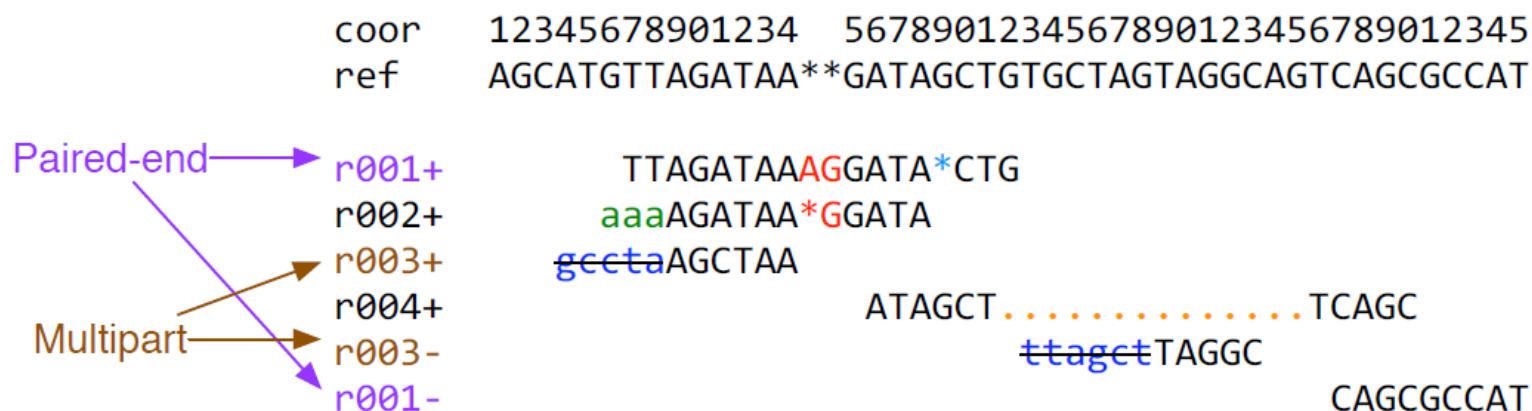 coor 12345678901234  5678901234567890123456789012345
ref AGCATGTTAGATAA**GATAGCTGTGCTAGTAGGCAGTCAGCGCCAT
Paired-end r001+ TTAGATAAAGGATA*CTG
r002+ aaaAGATAA*GGATA
r003+ gcctaAGCTAA
r004+ ATAGCT..............TCAGC
Multipart r003- ttagctTAGGC
r001- CAGCGCCAT